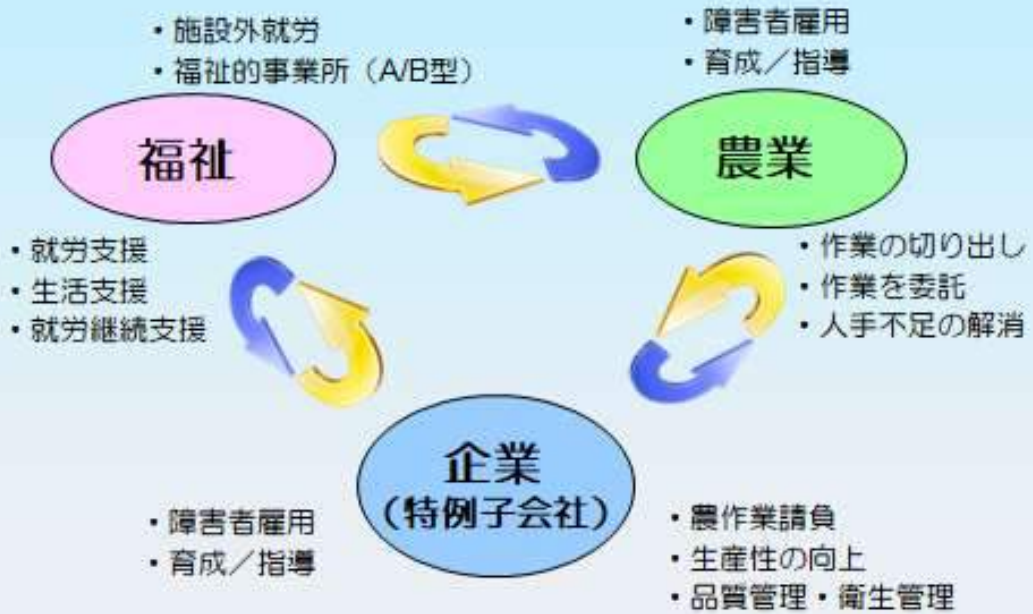 ・施設外就労
・福祉的事業所（A/B型）
・障害者雇用
・育成／指導
福祉
農業
・就労支援
・生活支援
・就労継続支援
・作業の切り出し
・作業を委託
・人手不足の解消
企業
（特例子会社）
・障害者雇用
・育成／指導
・農作業請負
・生産性の向上
・品質管理・衛生管理